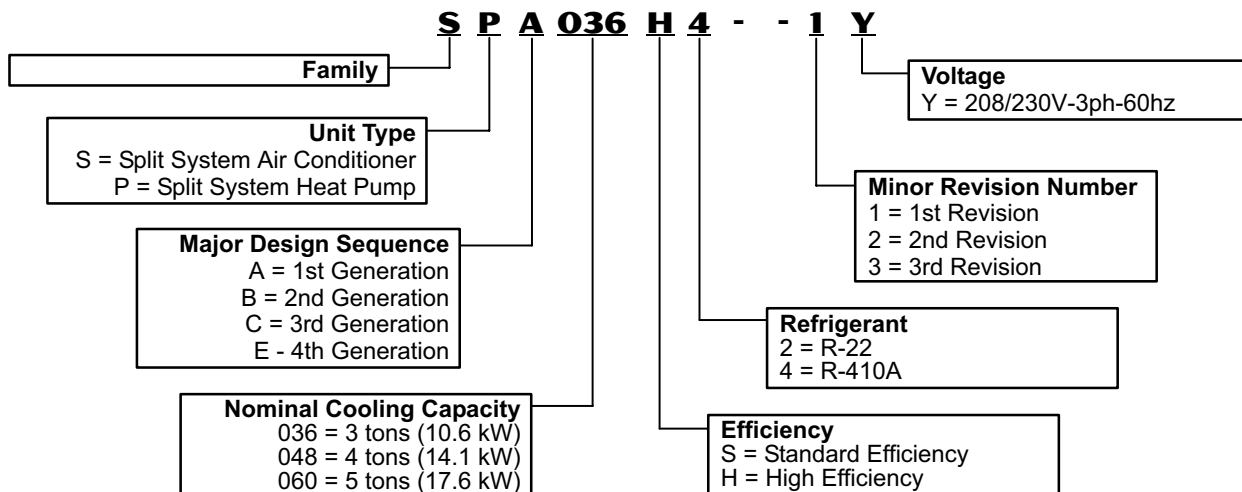 S P A 036 H 4 - - 1 Y
Family
Unit Type
S = Split System Air Conditioner
P = Split System Heat Pump
Major Design Sequence
A = 1st Generation
B = 2nd Generation
C = 3rd Generation
E - 4th Generation
Nominal Cooling Capacity
036 = 3 tons (10.6 kW)
048 = 4 tons (14.1 kW)
060 = 5 tons (17.6 kW)
Voltage
Y = 208/230V-3ph-60hz
Minor Revision Number
1 = 1st Revision
2 = 2nd Revision
3 = 3rd Revision
Refrigerant
2 = R-22
4 = R-410A
Efficiency
S = Standard Efficiency
H = High Efficiency